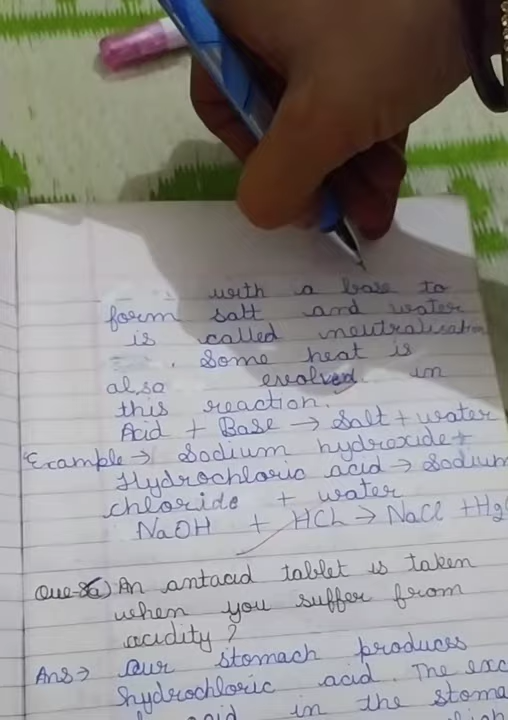 with a base to
form salt and water
is called neutralisation
. Some heat is
also evolved in
this reaction.
Acid + Base → Salt + water
Example → Sodium hydroxide +
Hydrochloric acid → Sodium
chloride + water
NaOH + HCl → NaCl + H2O
Que-8a) An antacid tablet is taken
when you suffer from
acidity?
Ans → Our stomach produces
hydrochloric acid. The exc
acid in the stoma